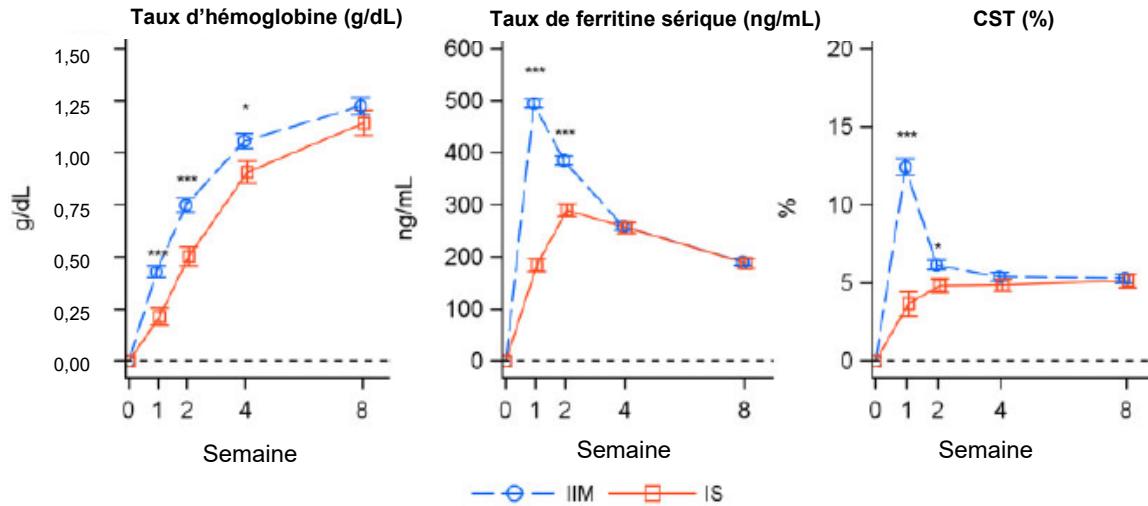 Taux d’hémoglobine (g/dL)
Taux de ferritine sérique (ng/mL)
CST (%)
g/dL
1,50
1,25
1,00
0,75
0,50
0,25
0,00
***
***
*
0 1 2 4 8
Semaine
ng/mL
600
500
400
300
200
100
0
***
***
0 1 2 4 8
Semaine
%
20
15
10
5
0
***
*
0 1 2 4 8
Semaine
IIM IS